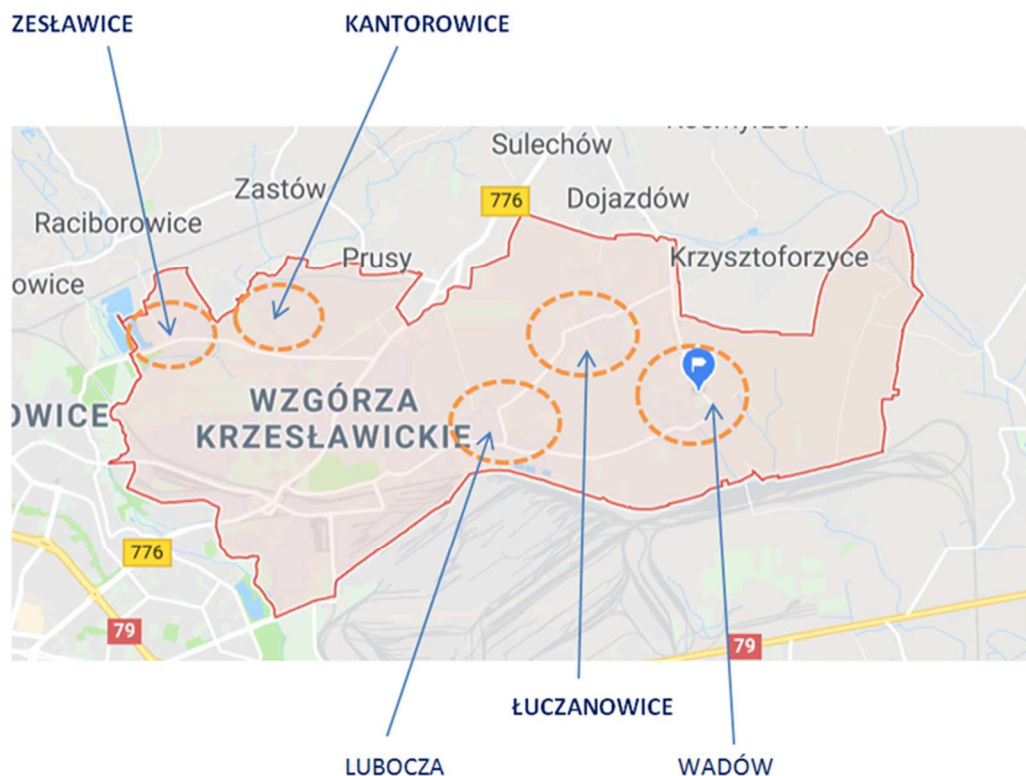 ZESŁAWICE
KANTOROWICE
Sulechów
Zastów
776
Dojazdów
Raciborowice
Prusy
Krzysztoforzyce
owice
OWICE
WZGÓRZA
KRZESŁAWICKIE
776
79
79
ŁUCZANOWICE
LUBOCZA
WADÓW